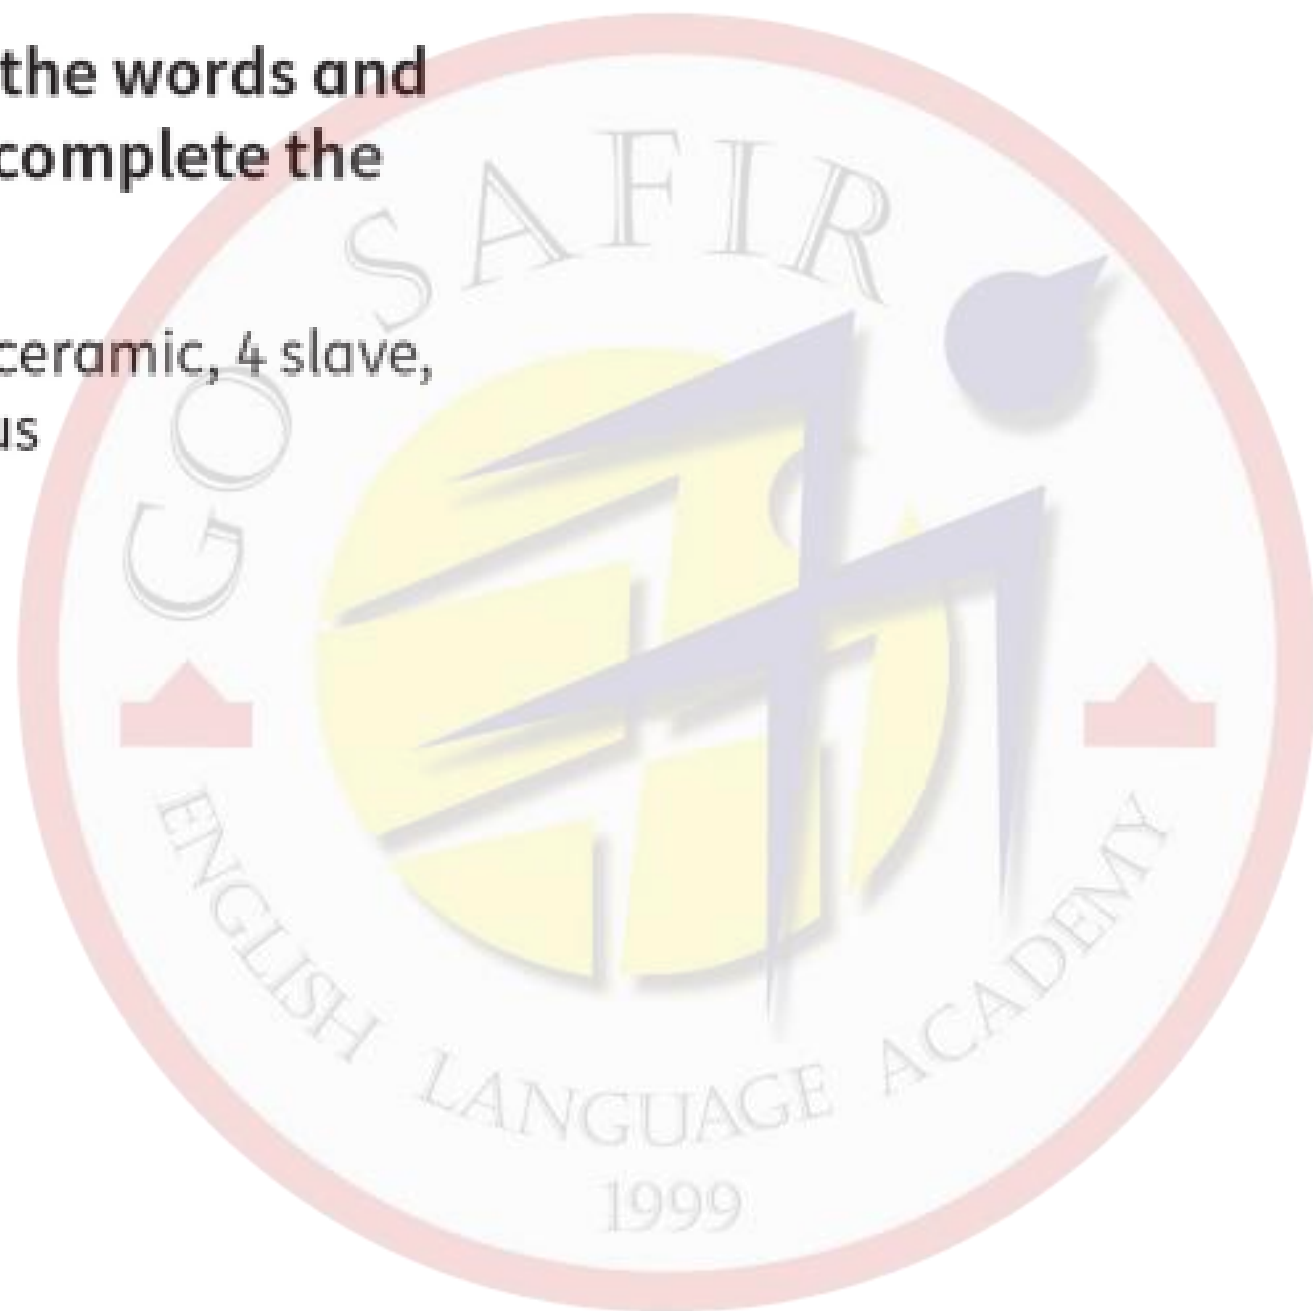 the words and
complete the
ceramic, 4 slave,
us
GO SAFIR
ENGLISH LANGUAGE ACADEMY
1999